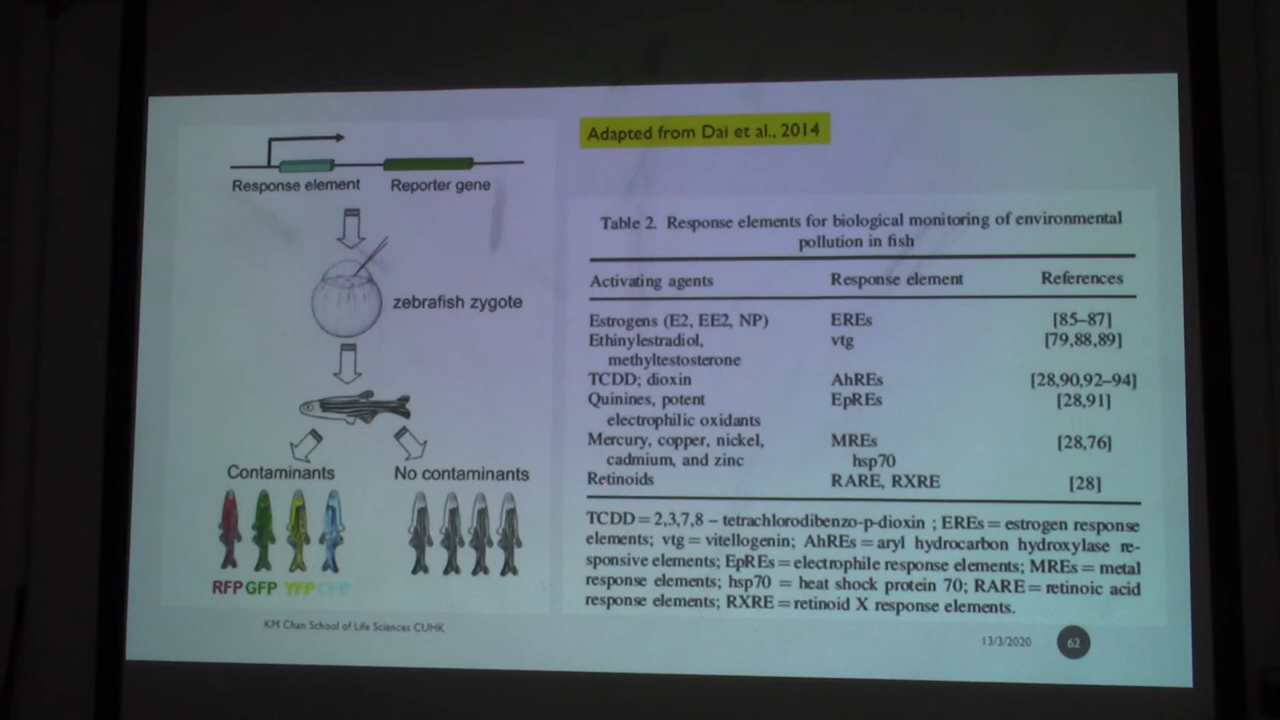 Response element Reporter gene
zebrafish zygote
Contaminants No contaminants
RFP GFP YFP CFP
KM Chan School of Life Sciences CUHK
Adapted from Dai et al., 2014
Table 2. Response elements for biological monitoring of environmental
pollution in fish
Activating agents Response element References
Estrogens (E2, EE2, NP) EREs [85–87]
Ethinylestradiol, vtg [79,88,89]
methyltestosterone
TCDD; dioxin AhREs [28,90,92–94]
Quinines, potent EpREs [28,91]
electrophilic oxidants
Mercury, copper, nickel, MREs [28,76]
cadmium, and zinc hsp70
Retinoids RARE, RXRE [28]
TCDD = 2,3,7,8 – tetrachlorodibenzo-p-dioxin ; EREs = estrogen response
elements; vtg = vitellogenin; AhREs = aryl hydrocarbon hydroxylase re-
sponsive elements; EpREs = electrophile response elements; MREs = metal
response elements; hsp70 = heat shock protein 70; RARE = retinoic acid
response elements; RXRE = retinoid X response elements.
13/3/2020 62